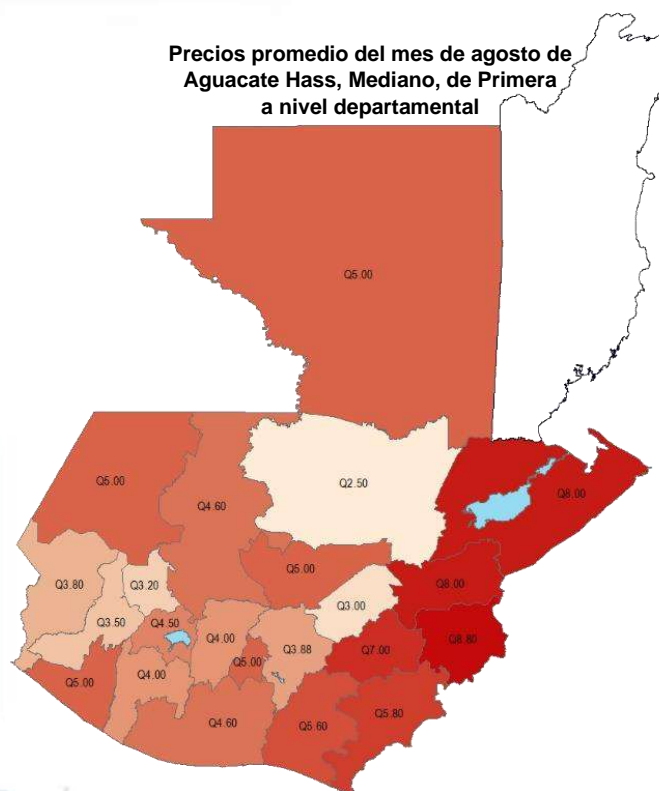 Precios promedio del mes de agosto de
Aguacate Hass, Mediano, de Primera
a nivel departamental
Q5.00
Q5.00
Q2.50
Q8.00
Q4.60
Q5.00
Q3.80
Q3.20
Q8.00
Q3.00
Q3.50
Q4.50
Q4.00
Q3.88
Q8.80
Q7.00
Q5.00
Q4.00
Q5.00
Q5.80
Q4.60
Q5.60